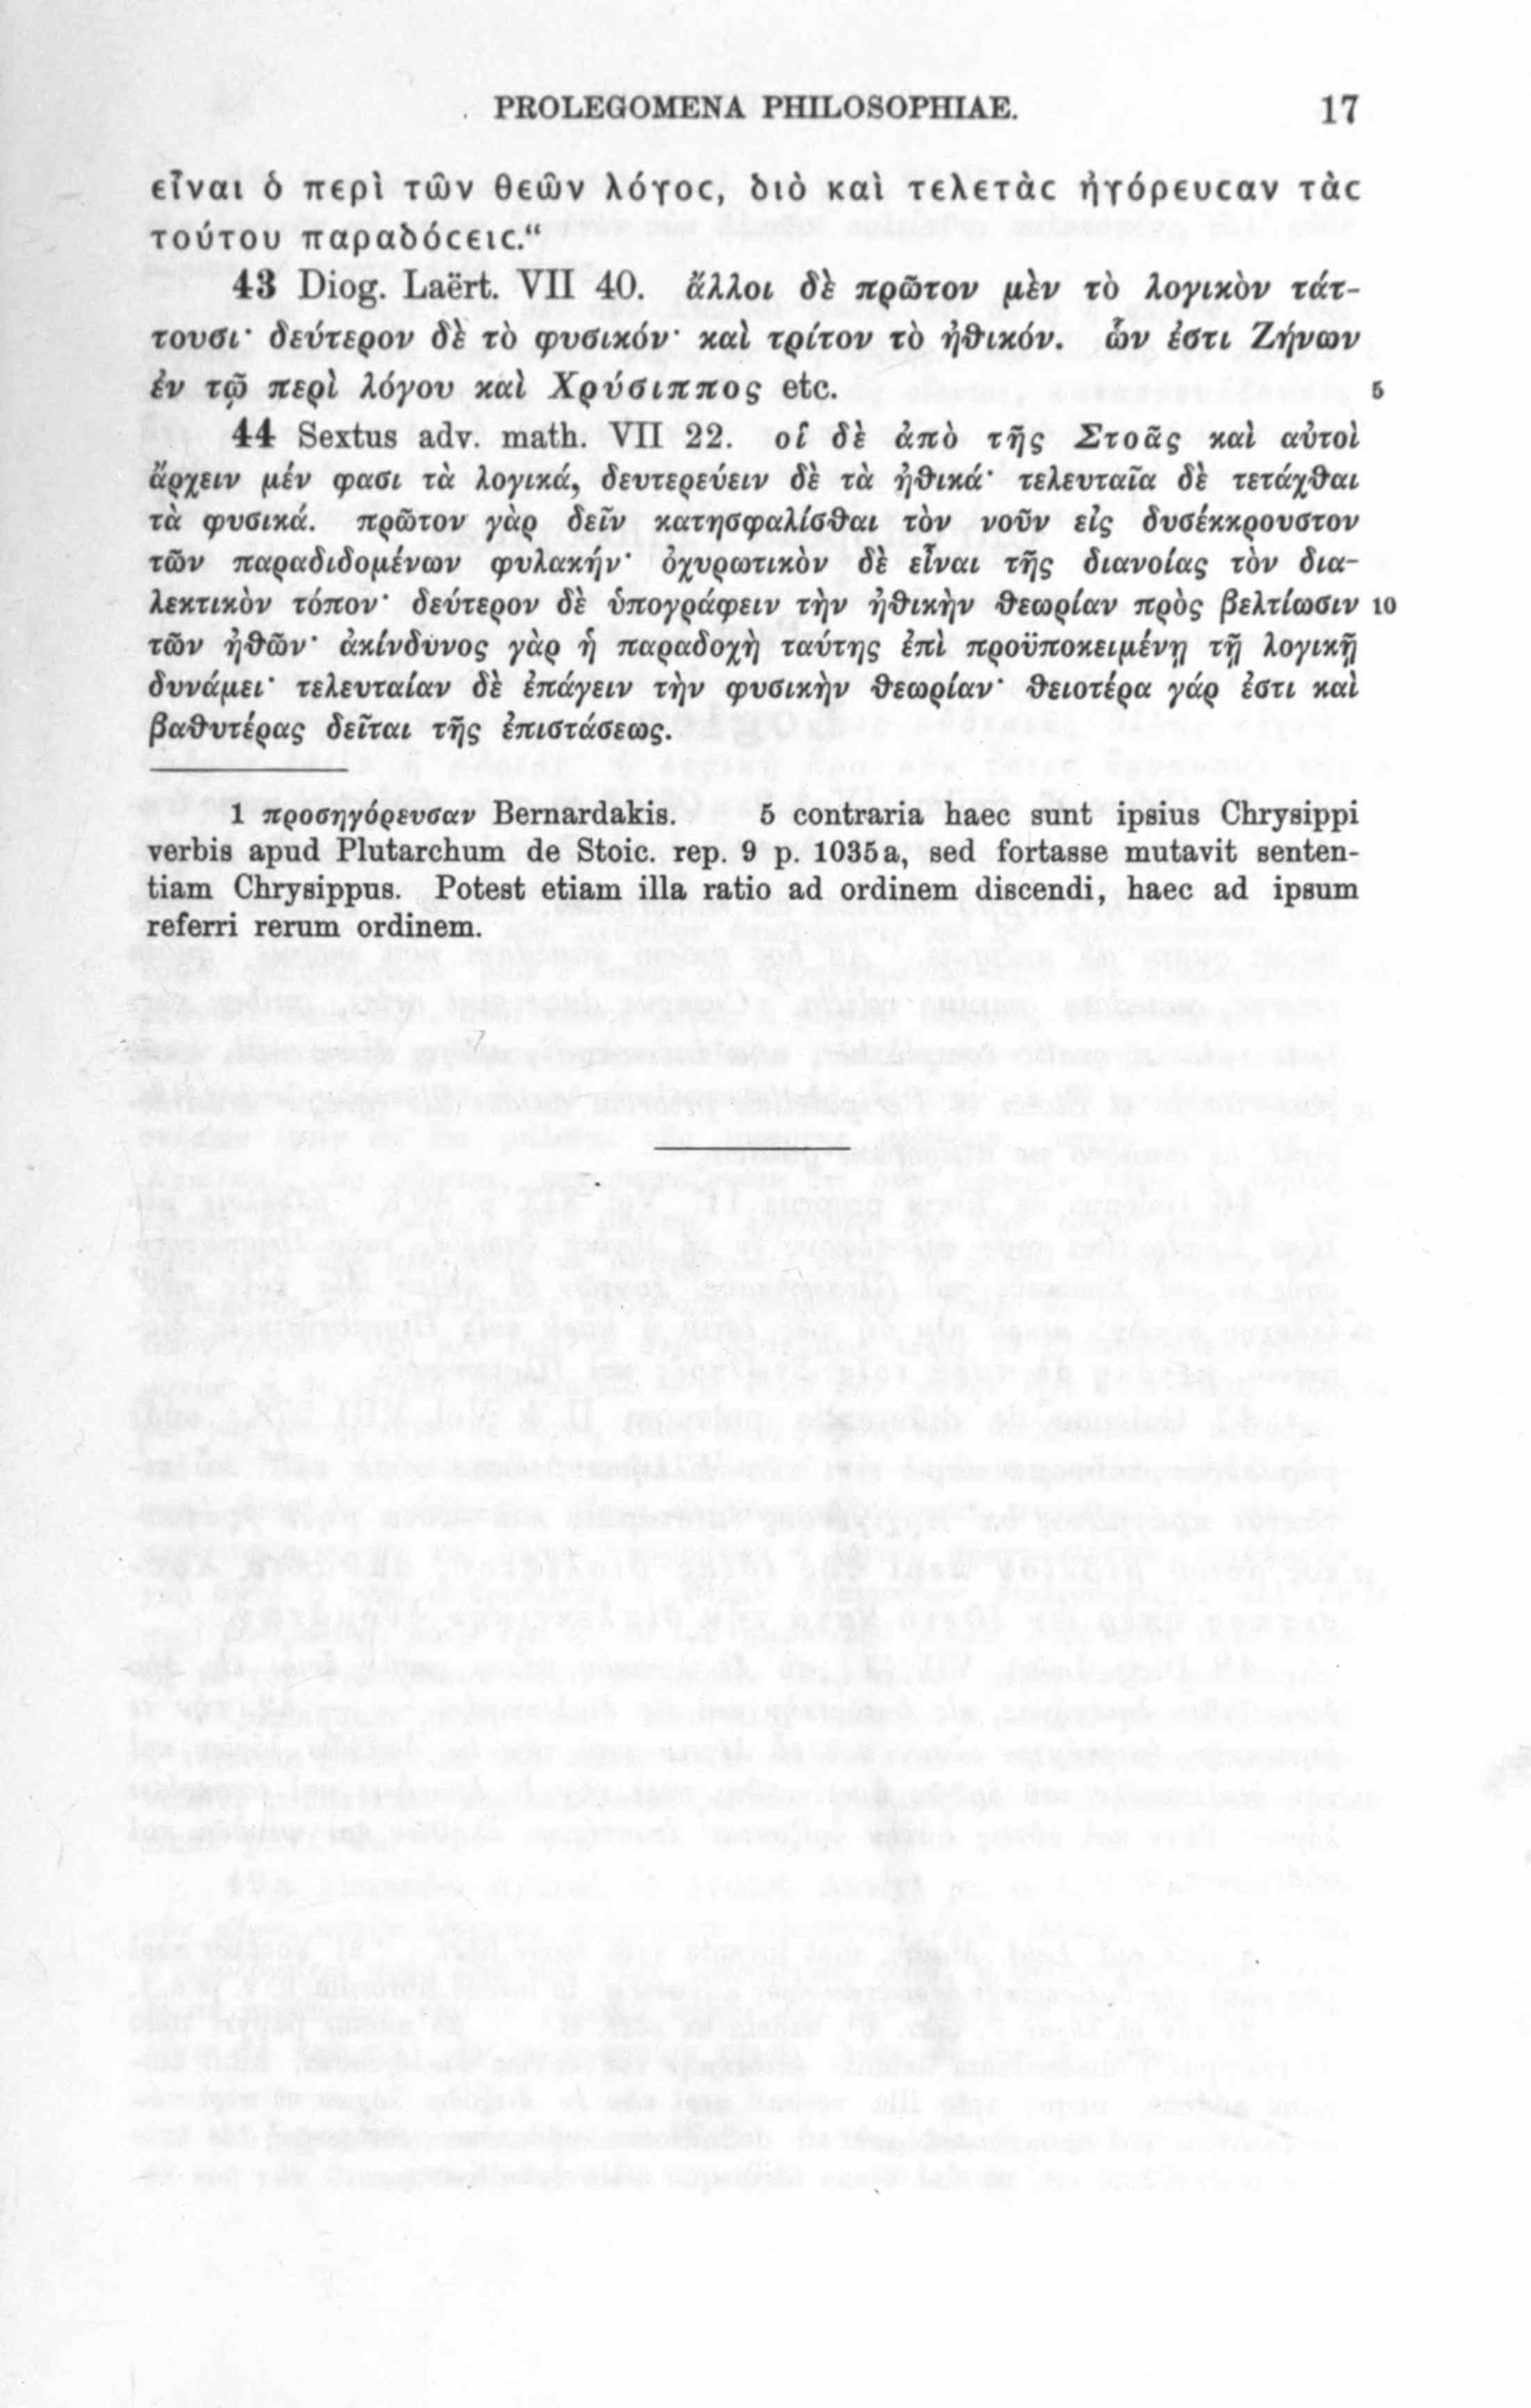 PROLEGOMENA PHILOSOPHIAE. 17
εἶναι ὁ περὶ τῶν θεῶν λόγοc, διὸ καὶ τελετὰc ἠγόρευcαν τὰc
τούτου παραδόcειc.“
43 Diog. Laërt. VII 40. ἄλλοι δὲ πρῶτον μὲν τὸ λογικὸν τάτ-
τουσι· δεύτερον δὲ τὸ φυσικόν· καὶ τρίτον τὸ ἠθικόν. ὧν ἐστι Ζήνων
ἐν τῷ περὶ λόγου καὶ Χρύσιππος etc. 5
44 Sextus adv. math. VII 22. οἱ δὲ ἀπὸ τῆς Στοᾶς καὶ αὐτοὶ
ἄρχειν μέν φασι τὰ λογικά, δευτερεύειν δὲ τὰ ἠθικά· τελευταῖα δὲ τετάχθαι
τὰ φυσικά. πρῶτον γὰρ δεῖν κατησφαλίσθαι τὸν νοῦν εἰς δυσέκκρουστον
τῶν παραδιδομένων φυλακήν· ὀχυρωτικὸν δὲ εἶναι τῆς διανοίας τὸν δια-
λεκτικὸν τόπον· δεύτερον δὲ ὑπογράφειν τὴν ἠθικὴν θεωρίαν πρὸς βελτίωσιν 10
τῶν ἠθῶν· ἀκίνδυνος γὰρ ἡ παραδοχὴ ταύτης ἐπὶ προϋποκειμένῃ τῇ λογικῇ
δυνάμει· τελευταίαν δὲ ἐπάγειν τὴν φυσικὴν θεωρίαν· θειοτέρα γάρ ἐστι καὶ
βαθυτέρας δεῖται τῆς ἐπιστάσεως.
1 προσηγόρευσαν Bernardakis. 5 contraria haec sunt ipsius Chrysippi
verbis apud Plutarchum de Stoic. rep. 9 p. 1035a, sed fortasse mutavit senten-
tiam Chrysippus. Potest etiam illa ratio ad ordinem discendi, haec ad ipsum
referri rerum ordinem.